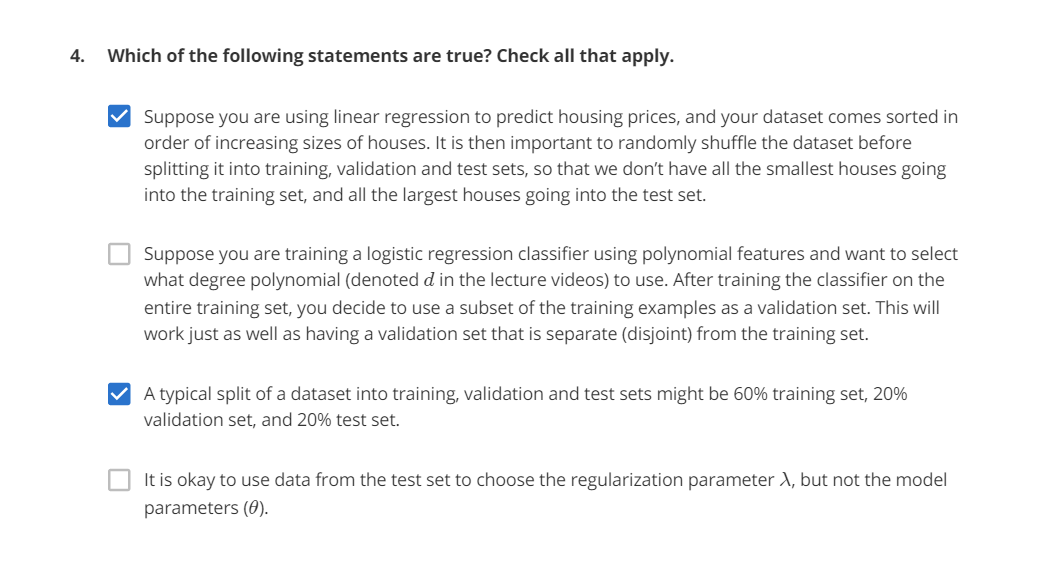 4. Which of the following statements are true? Check all that apply.
Suppose you are using linear regression to predict housing prices, and your dataset comes sorted in
order of increasing sizes of houses. It is then important to randomly shuffle the dataset before
splitting it into training, validation and test sets, so that we don’t have all the smallest houses going
into the training set, and all the largest houses going into the test set.
Suppose you are training a logistic regression classifier using polynomial features and want to select
what degree polynomial (denoted d in the lecture videos) to use. After training the classifier on the
entire training set, you decide to use a subset of the training examples as a validation set. This will
work just as well as having a validation set that is separate (disjoint) from the training set.
A typical split of a dataset into training, validation and test sets might be 60% training set, 20%
validation set, and 20% test set.
It is okay to use data from the test set to choose the regularization parameter λ, but not the model
parameters (θ).